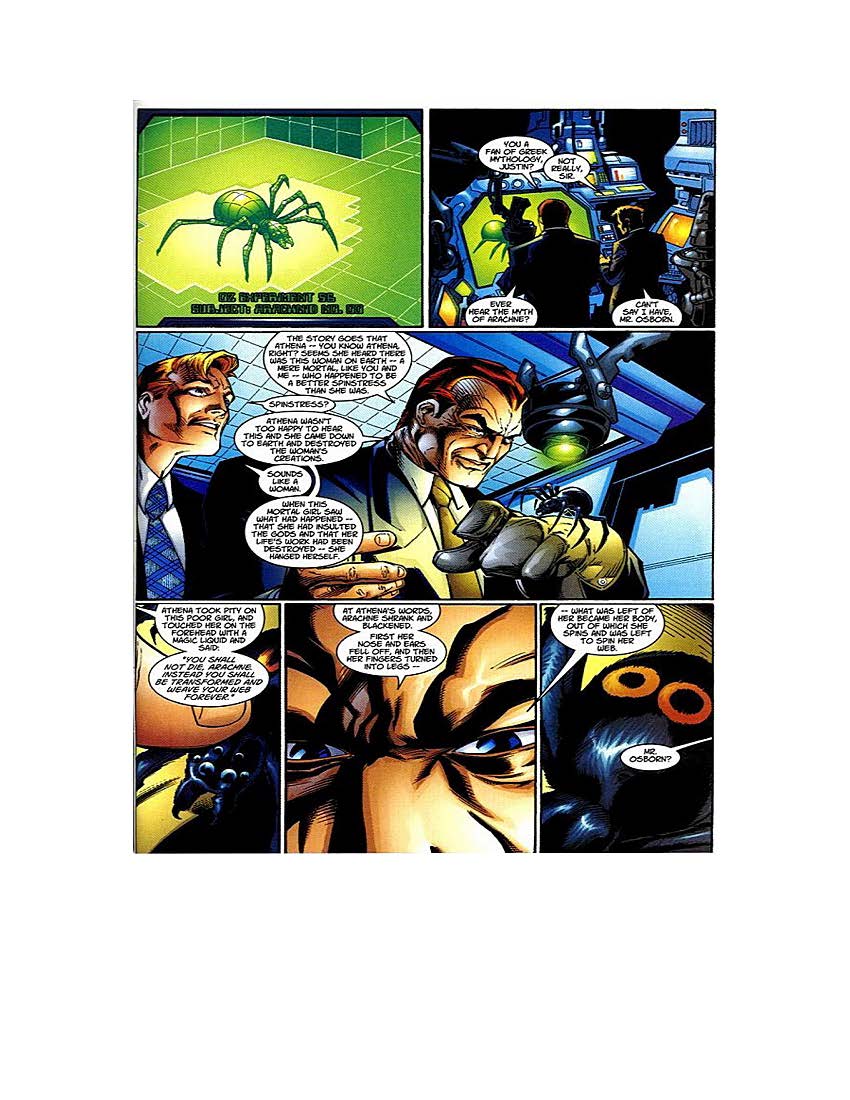 OZ EXPERIMENT 56
SUBJECT: ARACHNID NO. 00
YOU A
FAN OF GREEK
MYTHOLOGY,
JUSTIN?
NOT
REALLY,
SIR.
EVER
HEAR THE MYTH
OF ARACHNE?
CAN'T
SAY I HAVE,
MR. OSBORN.
THE STORY GOES THAT
ATHENA -- YOU KNOW ATHENA,
RIGHT? SEEMS SHE HEARD THERE
WAS THIS WOMAN ON EARTH -- A
MERE MORTAL, LIKE YOU AND
ME -- WHO HAPPENED TO BE
A BETTER SPINSTRESS
THAN SHE WAS.
SPINSTRESS?
ATHENA WASN'T
TOO HAPPY TO HEAR
THIS AND SHE CAME DOWN
TO EARTH AND DESTROYED
THE WOMAN'S
CREATIONS.
SOUNDS
LIKE A
WOMAN.
WHEN THIS
MORTAL GIRL SAW
WHAT HAD HAPPENED --
THAT SHE HAD INSULTED
THE GODS AND THAT HER
LIFE'S WORK HAD BEEN
DESTROYED -- SHE
HANGED HERSELF.
ATHENA TOOK PITY ON
THIS POOR GIRL, AND
TOUCHED HER ON THE
FOREHEAD WITH A
MAGIC LIQUID AND
SAID:
"YOU SHALL
NOT DIE, ARACHNE.
INSTEAD YOU SHALL
BE TRANSFORMED AND
WEAVE YOUR WEB
FOREVER."
AT ATHENA'S WORDS,
ARACHNE SHRANK AND
BLACKENED.
FIRST HER
NOSE AND EARS
FELL OFF, AND THEN
HER FINGERS TURNED
INTO LEGS --
-- WHAT WAS LEFT OF
HER BECAME HER BODY,
OUT OF WHICH SHE
SPINS AND WAS LEFT
TO SPIN HER
WEB.
MR.
OSBORN?